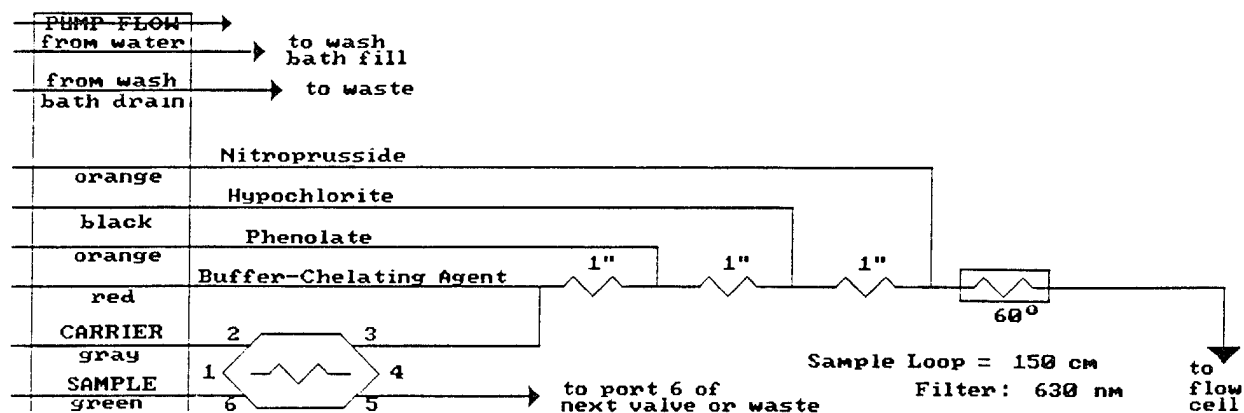 PUMP FLOW
from water
to wash
bath fill
from wash
bath drain
to waste
Nitroprusside
orange
Hypochlorite
black
Phenolate
orange
1" 1" 1"
Buffer-Chelating Agent
red
60°
CARRIER
gray
2 3
1 4
SAMPLE
green
6 5
to port 6 of
next valve or waste
Sample Loop = 150 cm
Filter: 630 nm
to
flow
cell